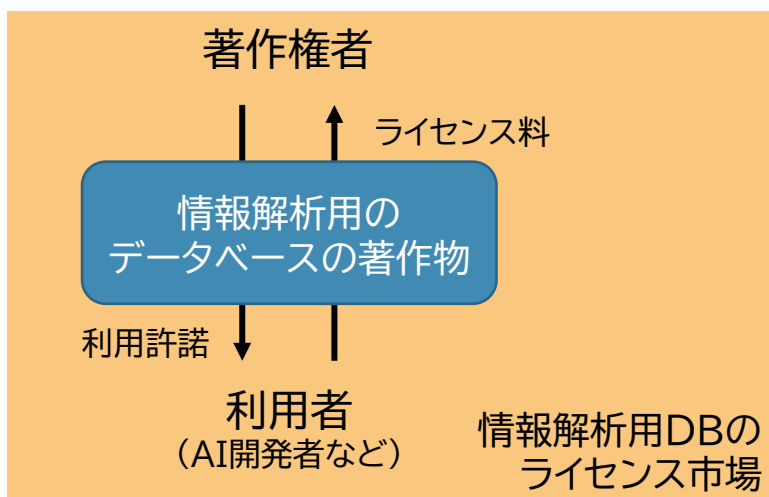 著作権者
ライセンス料
情報解析用の
データベースの著作物
利用許諾
利用者
(AI開発者など)
情報解析用DBの
ライセンス市場